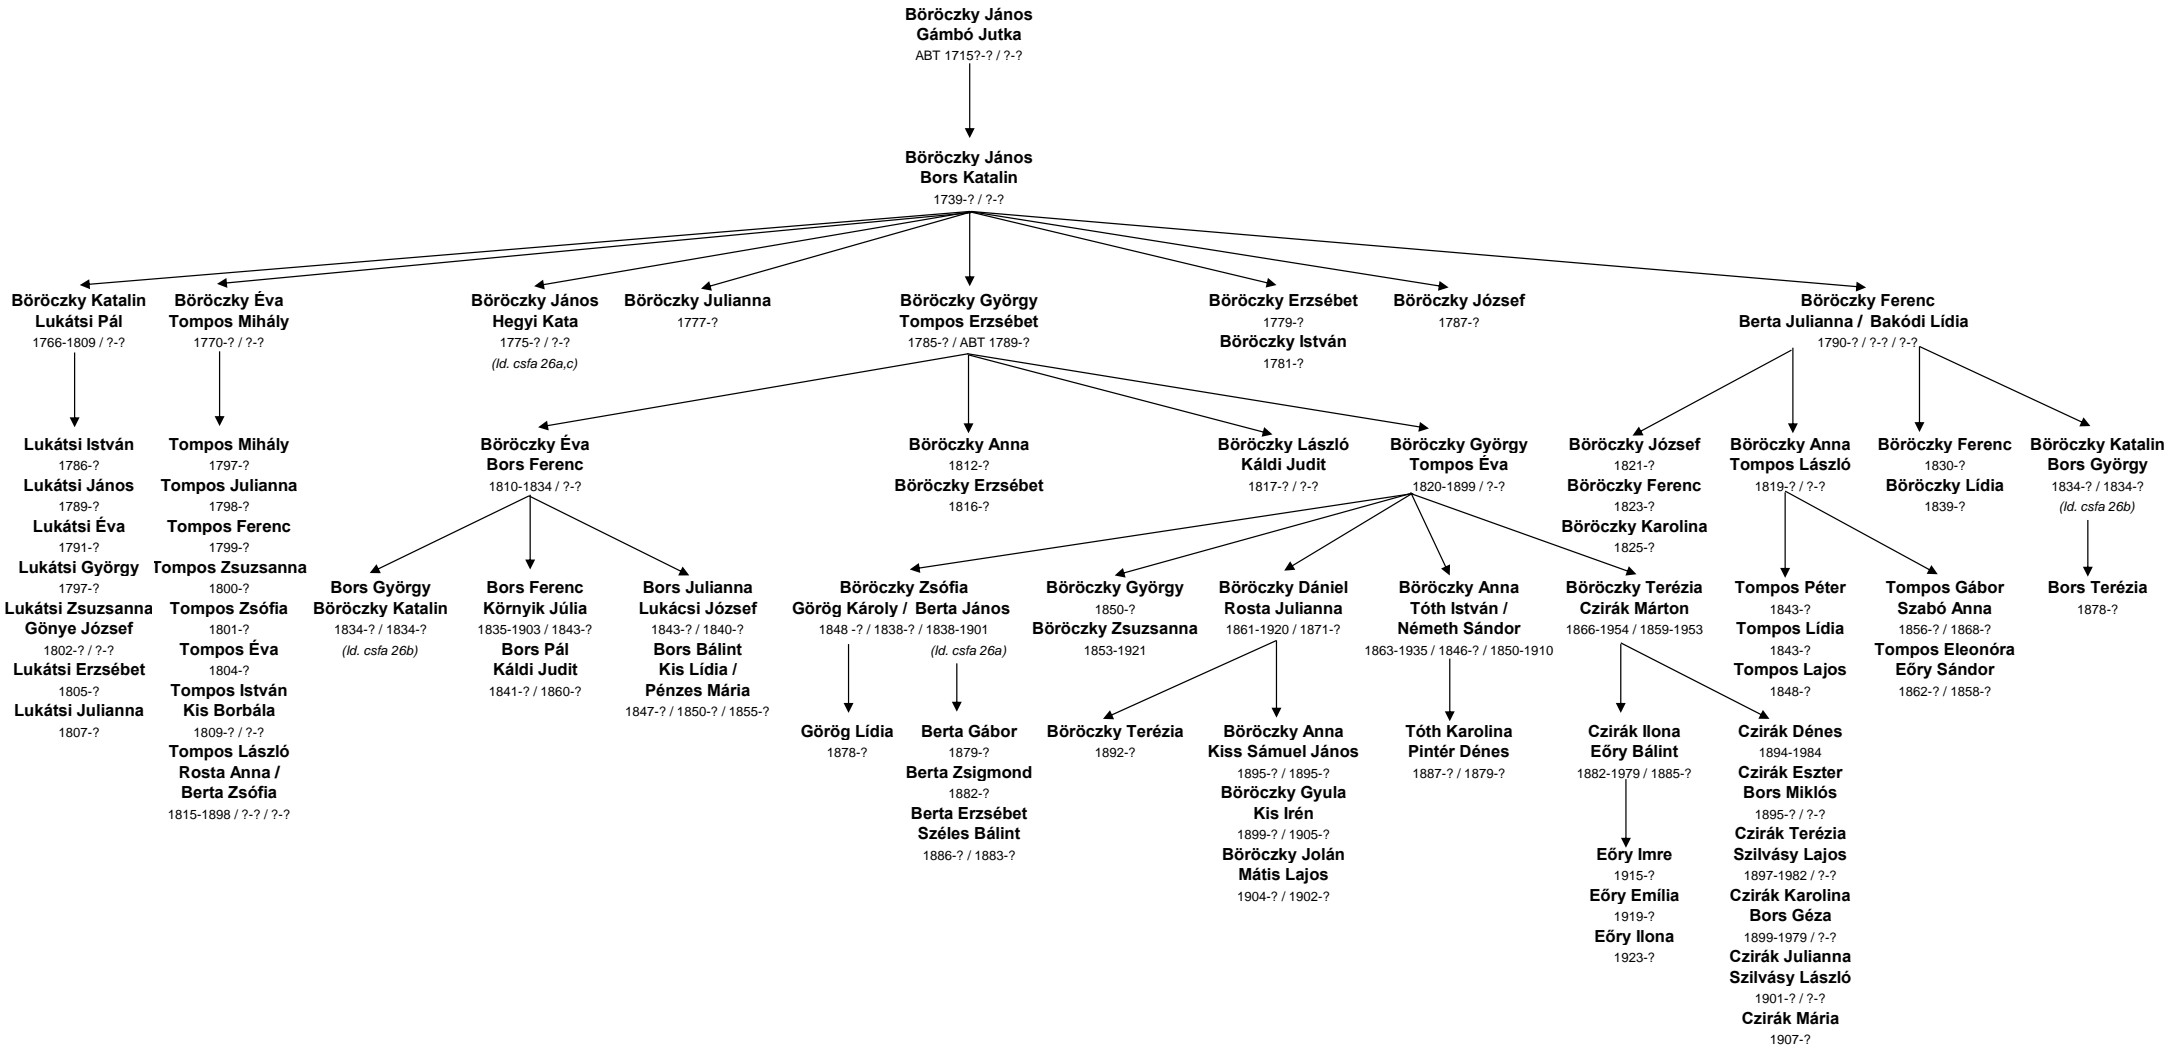 Böröczky János
Gámbó Jutka
ABT 1715?-? / ?-?
Böröczky János
Bors Katalin
1739-? / ?-?
Böröczky Katalin
Lukátsi Pál
1766-1809 / ?-?
Böröczky Éva
Tompos Mihály
1770-? / ?-?
Böröczky János
Hegyi Kata
1775-? / ?-?
(ld. csfa 26a,c)
Böröczky Julianna
1777-?
Böröczky György
Tompos Erzsébet
1785-? / ABT 1789-?
Böröczky Erzsébet
1779-?
Böröczky István
1781-?
Böröczky József
1787-?
Böröczky Ferenc
Berta Julianna / Bakódi Lídia
1790-? / ?-? / ?-?
Lukátsi István
1786-?
Lukátsi János
1789-?
Lukátsi Éva
1791-?
Lukátsi György
1797-?
Lukátsi Zsuzsanna
Gönye József
1802-? / ?-?
Lukátsi Erzsébet
1805-?
Lukátsi Julianna
1807-?
Tompos Mihály
1797-?
Tompos Julianna
1798-?
Tompos Ferenc
1799-?
Tompos Zsuzsanna
1800-?
Tompos Zsófia
1801-?
Tompos Éva
1804-?
Tompos István
Kis Borbála
1809-? / ?-?
Tompos László
Rosta Anna /
Berta Zsófia
1815-1898 / ?-? / ?-?
Böröczky Éva
Bors Ferenc
1810-1834 / ?-?
Böröczky Anna
1812-?
Böröczky Erzsébet
1816-?
Böröczky László
Káldi Judit
1817-? / ?-?
Böröczky György
Tompos Éva
1820-1899 / ?-?
Böröczky József
1821-?
Böröczky Ferenc
1823-?
Böröczky Karolina
1825-?
Böröczky Anna
Tompos László
1819-? / ?-?
Böröczky Ferenc
1830-?
Böröczky Lídia
1839-?
Böröczky Katalin
Bors György
1834-? / 1834-?
(ld. csfa 26b)
Bors György
Böröczky Katalin
1834-? / 1834-?
(ld. csfa 26b)
Bors Ferenc
Környik Júlia
1835-1903 / 1843-?
Bors Pál
Káldi Judit
1841-? / 1860-?
Bors Julianna
Lukácsi József
1843-? / 1840-?
Bors Bálint
Kis Lídia /
Pénzes Mária
1847-? / 1850-? / 1855-?
Böröczky Zsófia
Görög Károly / Berta János
1848 -? / 1838-? / 1838-1901
(ld. csfa 26a)
Böröczky György
1850-?
Böröczky Zsuzsanna
1853-1921
Böröczky Dániel
Rosta Julianna
1861-1920 / 1871-?
Böröczky Anna
Tóth István /
Németh Sándor
1863-1935 / 1846-? / 1850-1910
Böröczky Terézia
Czirák Márton
1866-1954 / 1859-1953
Tompos Péter
1843-?
Tompos Lídia
1843-?
Tompos Lajos
1848-?
Tompos Gábor
Szabó Anna
1856-? / 1868-?
Tompos Eleonóra
Eőry Sándor
1862-? / 1858-?
Bors Terézia
1878-?
Görög Lídia
1878-?
Berta Gábor
1879-?
Berta Zsigmond
1882-?
Berta Erzsébet
Széles Bálint
1886-? / 1883-?
Böröczky Terézia
1892-?
Böröczky Anna
Kiss Sámuel János
1895-? / 1895-?
Böröczky Gyula
Kis Irén
1899-? / 1905-?
Böröczky Jolán
Mátis Lajos
1904-? / 1902-?
Tóth Karolina
Pintér Dénes
1887-? / 1879-?
Czirák Ilona
Eőry Bálint
1882-1979 / 1885-?
Czirák Dénes
1894-1984
Czirák Eszter
Bors Miklós
1895-? / ?-?
Czirák Terézia
Szilvásy Lajos
1897-1982 / ?-?
Czirák Karolina
Bors Géza
1899-1979 / ?-?
Czirák Julianna
Szilvásy László
1901-? / ?-?
Czirák Mária
1907-?
Eőry Imre
1915-?
Eőry Emília
1919-?
Eőry Ilona
1923-?